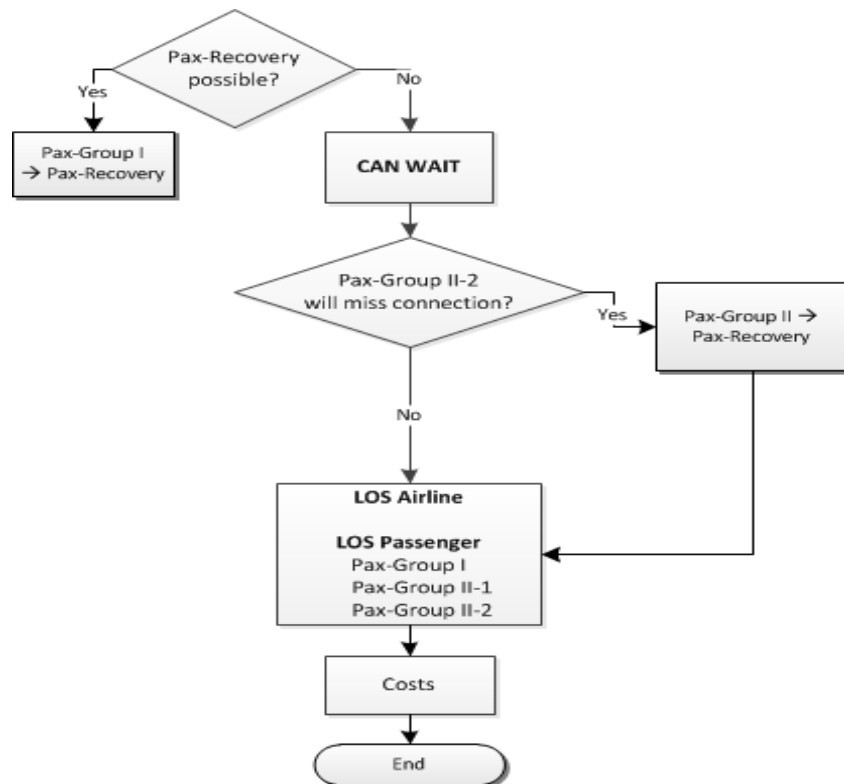 Pax-Recovery
possible?
Yes
No
Pax-Group I
→ Pax-Recovery
CAN WAIT
Pax-Group II-2
will miss connection?
Yes
Pax-Group II →
Pax-Recovery
No
LOS Airline
LOS Passenger
Pax-Group I
Pax-Group II-1
Pax-Group II-2
Costs
End